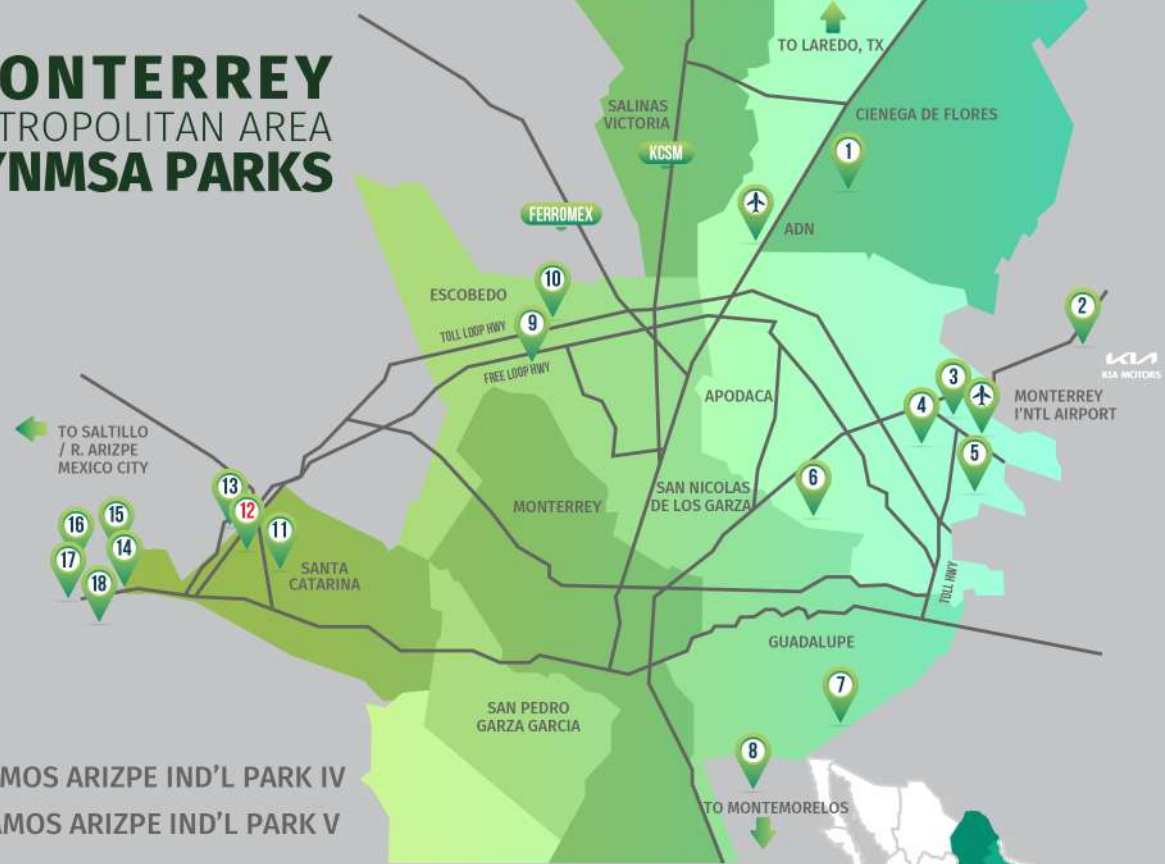 ONTERREY
TROPOLITAN AREA
YNMSA PARKS
TO LAREDO, TX
SALINAS
VICTORIA
CIENEGA DE FLORES
KCSM
1
FERROMEX
ADN
10
ESCOBEDO
9
2
TOLL LOOP HWY
FREE LOOP HWY
KIA
KIA MOTORS
3
4
APODACA
MONTERREY
I'NTL AIRPORT
TO SALTILLO
/ R. ARIZPE
MEXICO CITY
5
6
13
12
11
SAN NICOLAS
DE LOS GARZA
MONTERREY
16
15
14
17
18
SANTA
CATARINA
TOLL HWY
GUADALUPE
7
SAN PEDRO
GARZA GARCIA
8
MOS ARIZPE IND'L PARK IV
TO MONTEMORELOS
AMOS ARIZPE IND'L PARK V